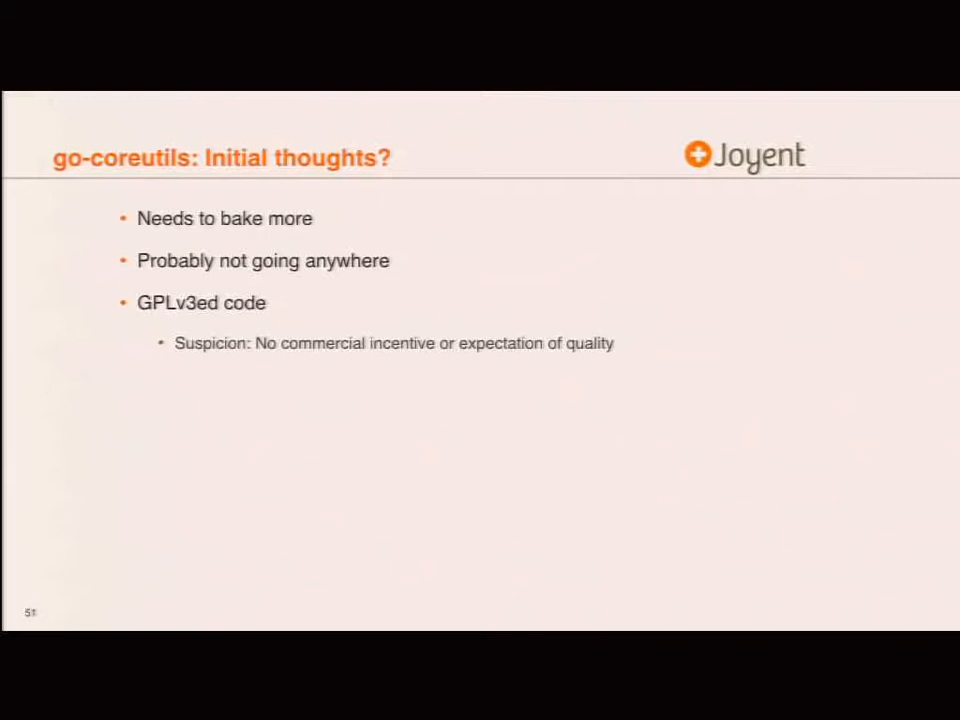 go-coreutils: Initial thoughts?
Joyent
• Needs to bake more
• Probably not going anywhere
• GPLv3ed code
• Suspicion: No commercial incentive or expectation of quality
51